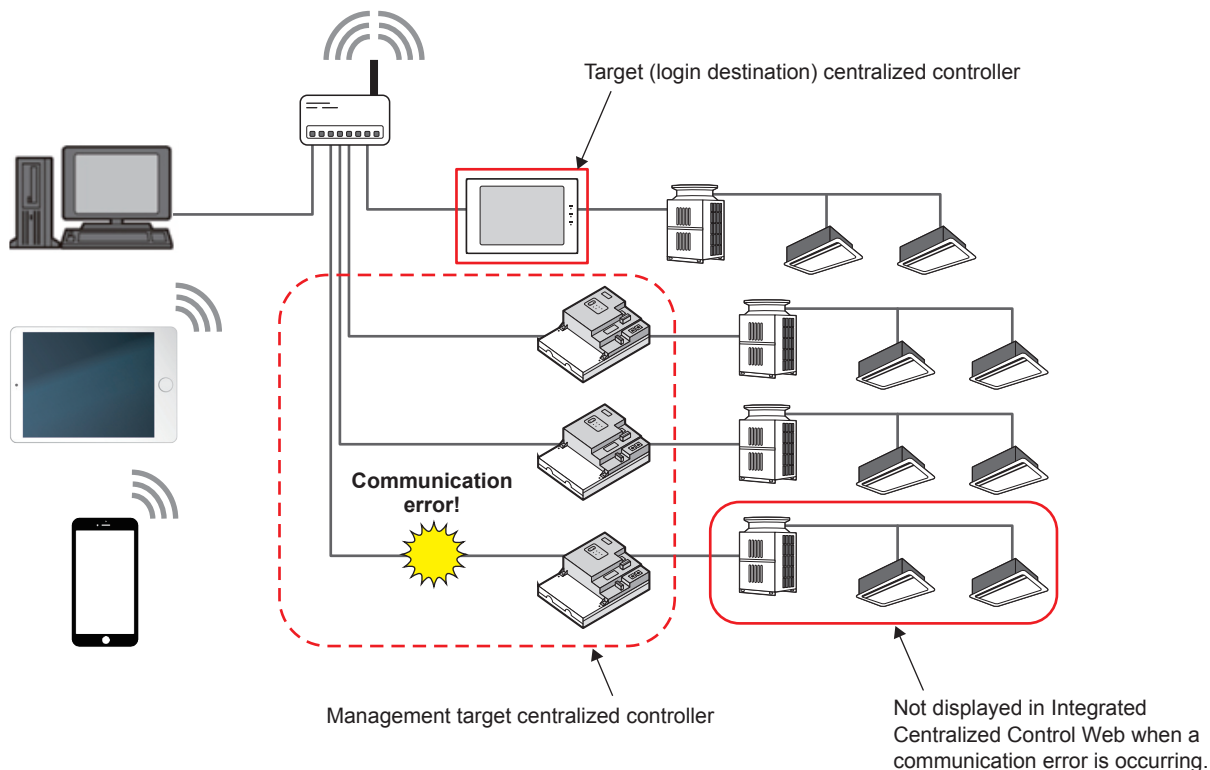 Target (login destination) centralized controller
Communication
error!
Management target centralized controller
Not displayed in Integrated
Centralized Control Web when a
communication error is occurring.